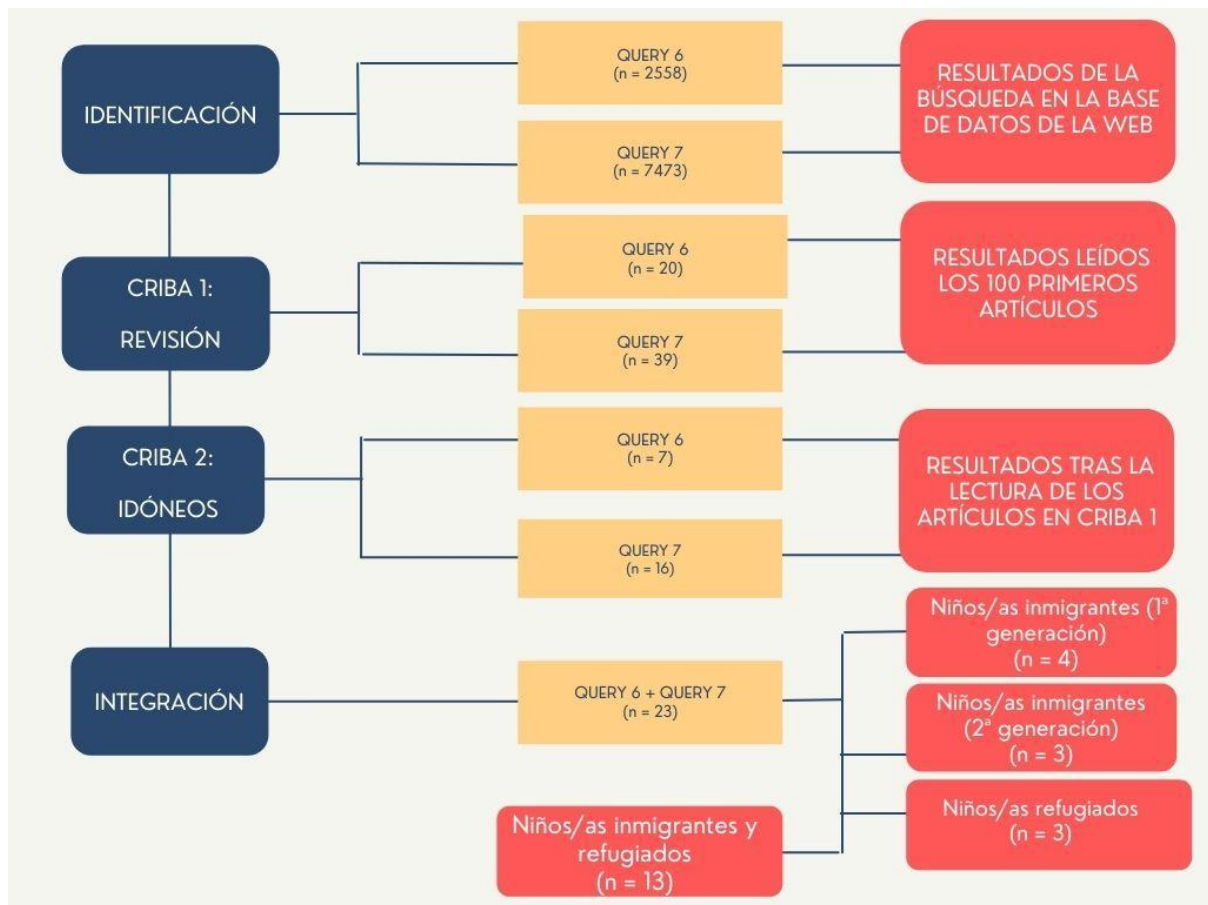 IDENTIFICACIÓN
QUERY 6
(n = 2558)
QUERY 7
(n = 7473)
RESULTADOS DE LA
BÚSQUEDA EN LA BASE
DE DATOS DE LA WEB
CRIBA 1:
REVISIÓN
QUERY 6
(n = 20)
QUERY 7
(n = 39)
RESULTADOS LEÍDOS
LOS 100 PRIMEROS
ARTÍCULOS
CRIBA 2:
IDÓNEOS
QUERY 6
(n = 7)
QUERY 7
(n = 16)
RESULTADOS TRAS LA
LECTURA DE LOS
ARTÍCULOS EN CRIBA 1
INTEGRACIÓN
QUERY 6 + QUERY 7
(n = 23)
Niños/as inmigrantes (1ª
generación)
(n = 4)
Niños/as inmigrantes
(2ª generación)
(n = 3)
Niños/as refugiados
(n = 3)
Niños/as inmigrantes y
refugiados
(n = 13)